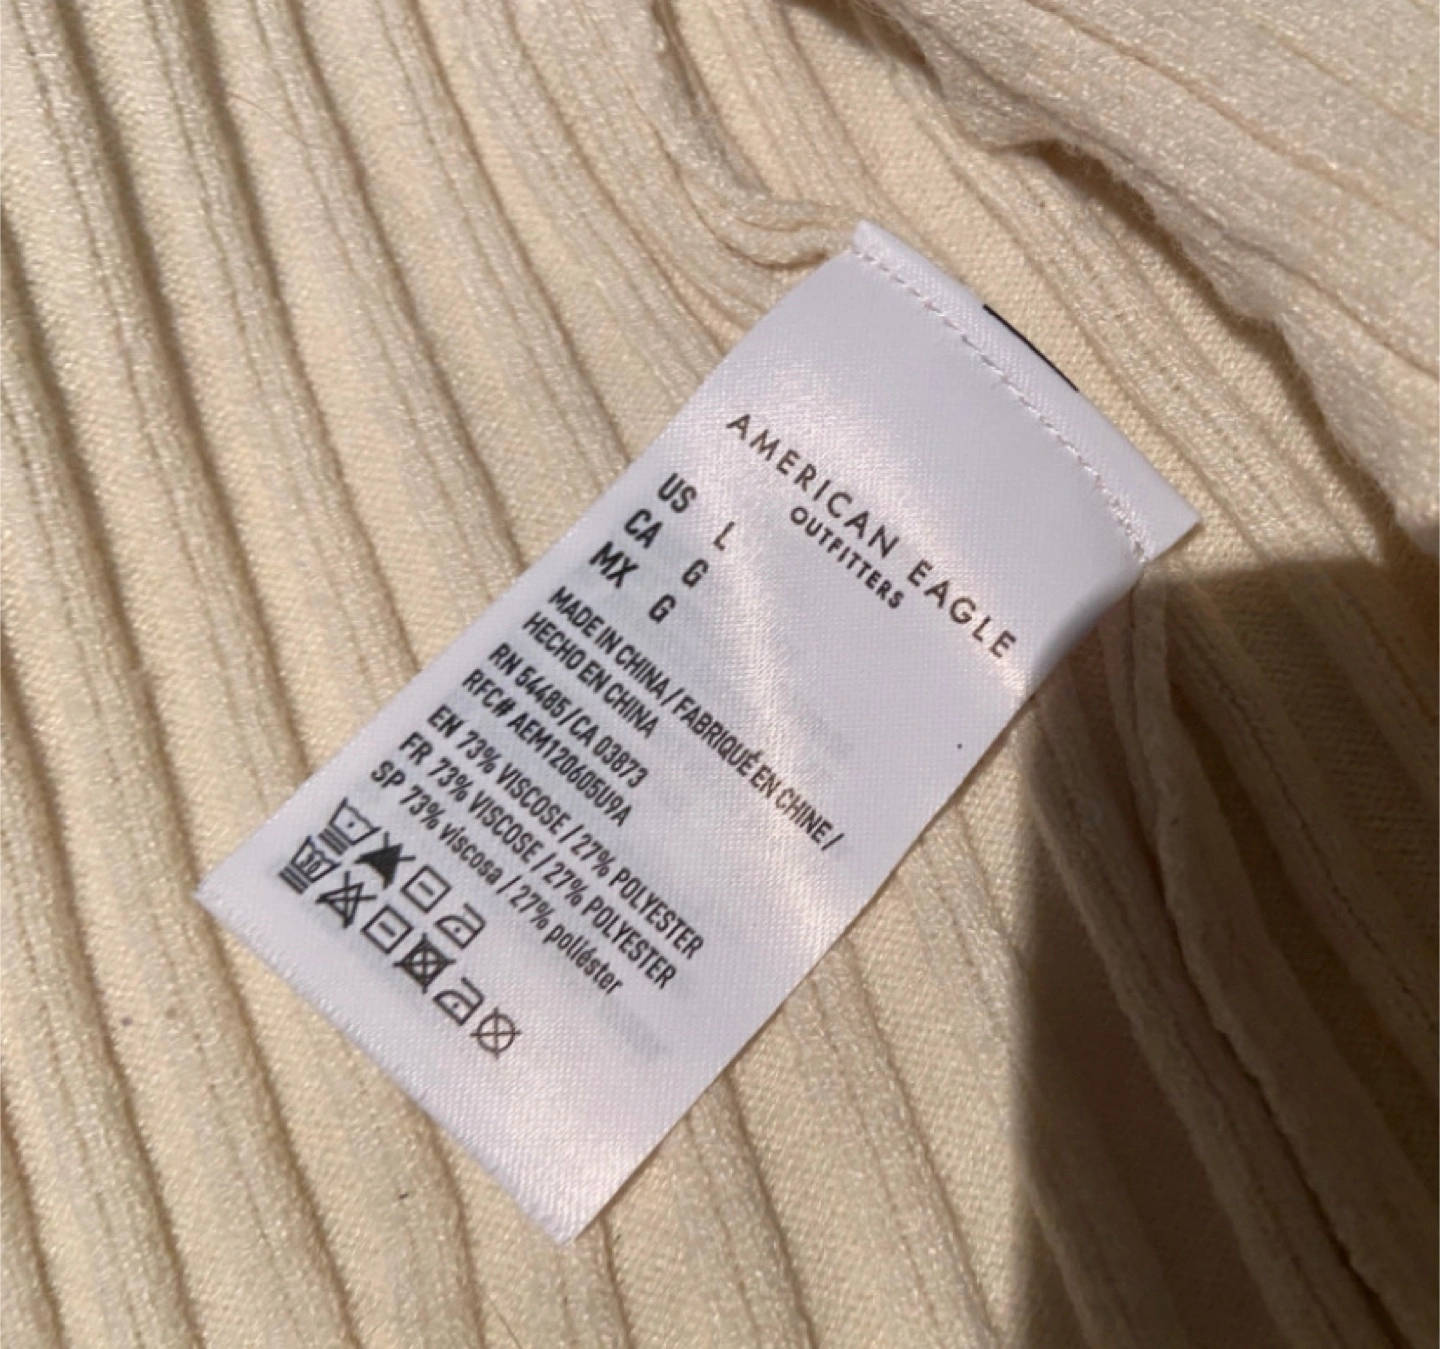 AMERICAN EAGLE
OUTFITTERS
US L
CA G
MX G
MADE IN CHINA / FABRIQUÉ EN CHINE /
HECHO EN CHINA
RN 54485 / CA 03873
RFC# AEM120605U9A
EN 73% VISCOSE / 27% POLYESTER
FR 73% VISCOSE / 27% POLYESTER
SP 73% viscosa / 27% poliéster
30